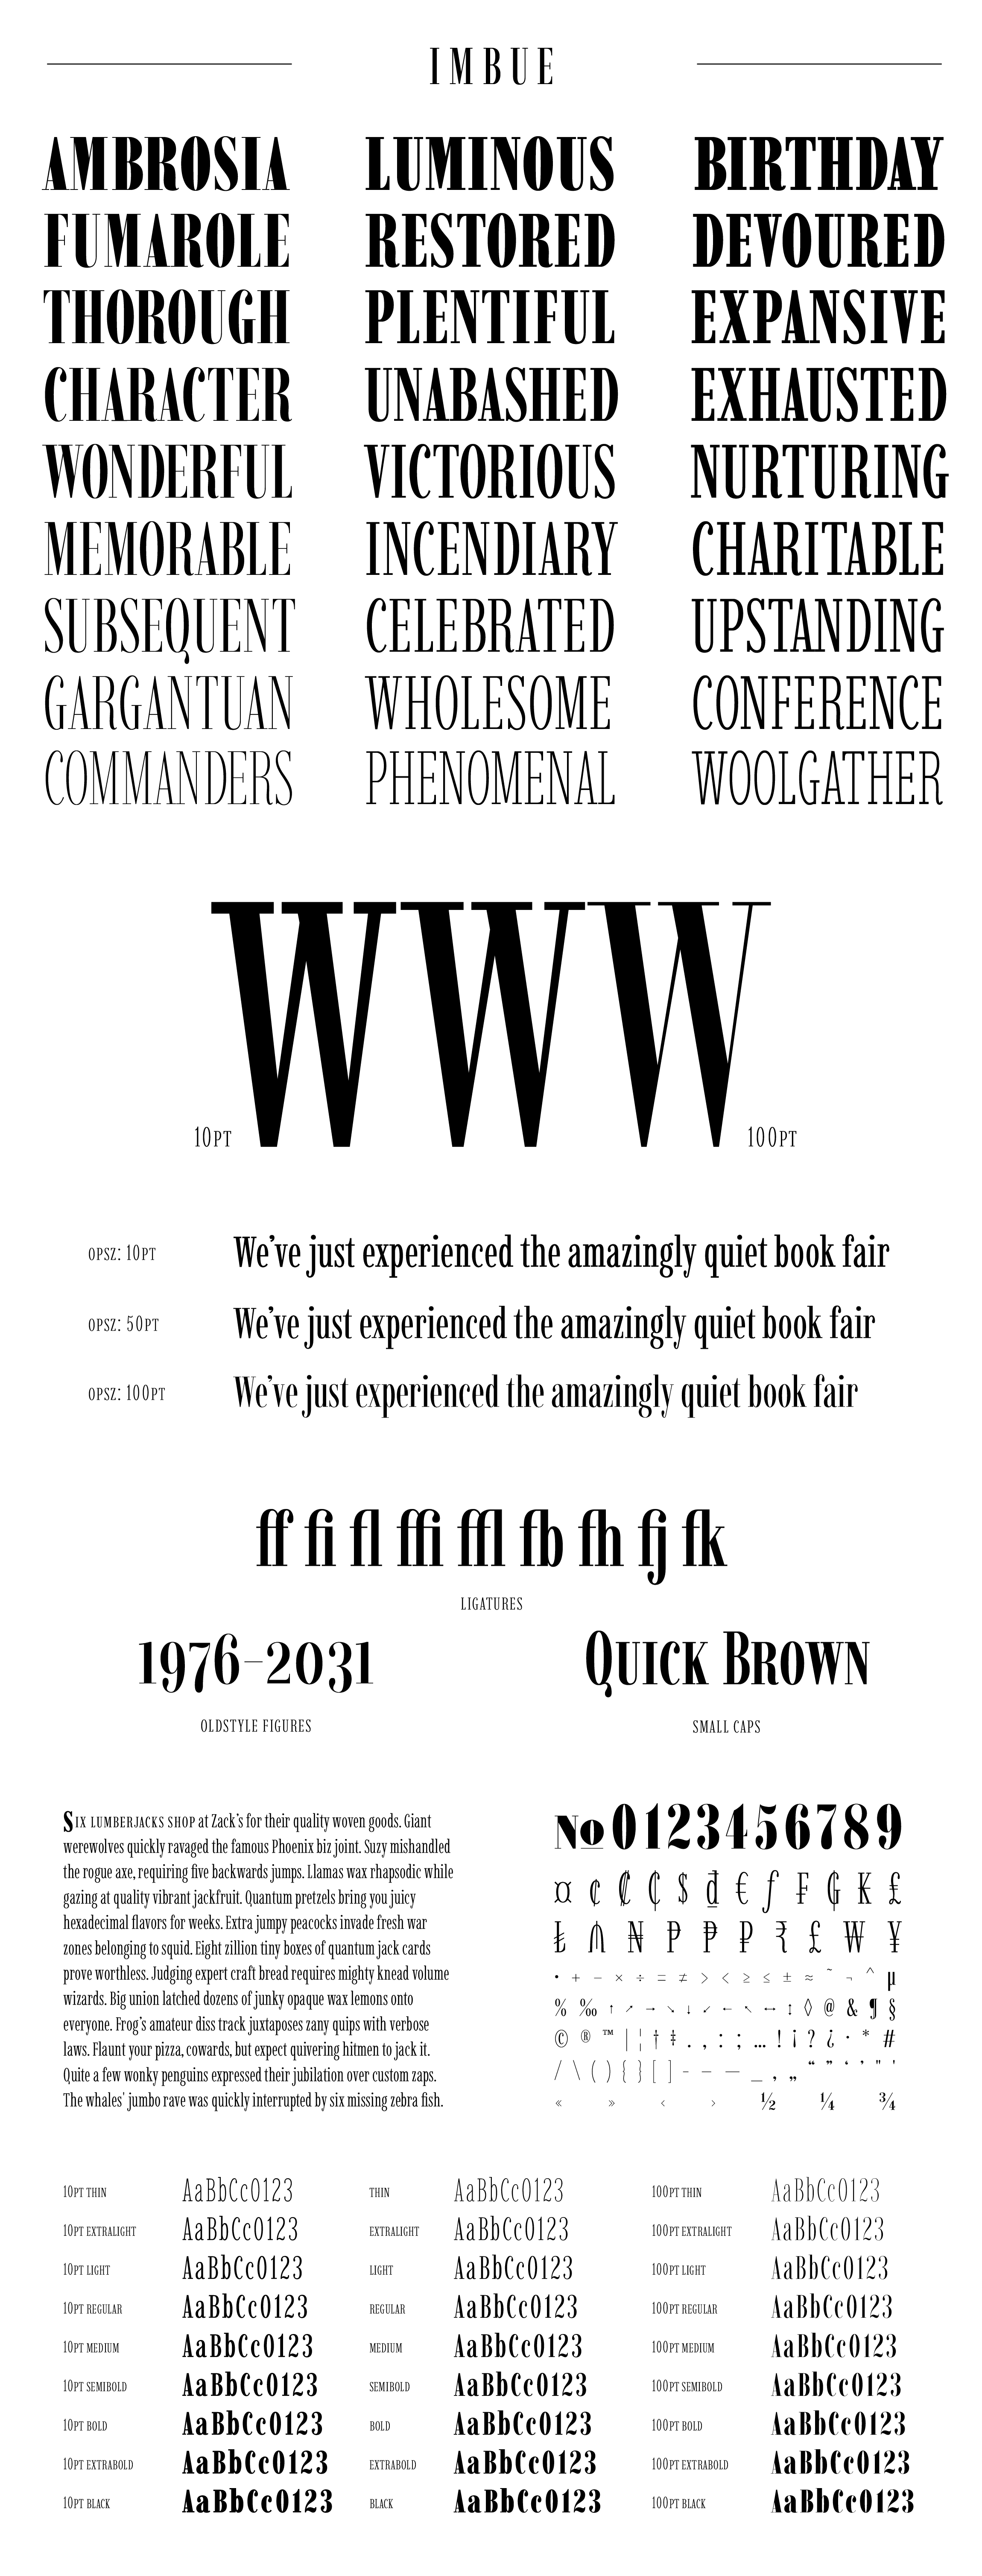 IMBUE
AMBROSIA LUMINOUS BIRTHDAY
FUMAROLE RESTORED DEVOURED
THOROUGH PLENTIFUL EXPANSIVE
CHARACTER UNABASHED EXHAUSTED
WONDERFUL VICTORIOUS NURTURING
MEMORABLE INCENDIARY CHARITABLE
SUBSEQUENT CELEBRATED UPSTANDING
GARGANTUAN WHOLESOME CONFERENCE
COMMANDERS PHENOMENAL WOOLGATHER
WWW
10PT 100PT
OPSZ: 10PT We’ve just experienced the amazingly quiet book fair
OPSZ: 50PT We’ve just experienced the amazingly quiet book fair
OPSZ: 100PT We’ve just experienced the amazingly quiet book fair
ff fi fl ffi ffl fb fh fj fk
LIGATURES
1976–2031 QUICK BROWN
OLDSTYLE FIGURES SMALL CAPS
SIX LUMBERJACKS SHOP at Zack’s for their quality woven goods. Giant
werewolves quickly ravaged the famous Phoenix biz joint. Suzy mishandled
the rogue axe, requiring five backwards jumps. Llamas wax rhapsodic while
gazing at quality vibrant jackfruit. Quantum pretzels bring you juicy
hexadecimal flavors for weeks. Extra jumpy peacocks invade fresh war
zones belonging to squid. Eight zillion tiny boxes of quantum jack cards
prove worthless. Judging expert craft bread requires mighty knead volume
wizards. Big union latched dozens of junky opaque wax lemons onto
everyone. Frog’s amateur diss track juxtaposes zany quips with verbose
laws. Flaunt your pizza, cowards, but expect quivering hitmen to jack it.
Quite a few wonky penguins expressed their jubilation over custom zaps.
The whales' jumbo rave was quickly interrupted by six missing zebra fish.
№0123456789
¤ ¢ ₡ ₵ $ ₫ € ƒ ₣ ₲ ₭ ₤
₺ ₼ ₦ ₽ ₱ ₹ £ ₩ ¥
• + − × ÷ = ≠ > < ≥ ≤ ± ≈ ~ ¬ ^ µ
% ‰ ↑ ↗ → ↘ ↓ ↙ ← ↖ ↔ ↕ ◊ @ & ¶ §
© ® ™ | ¦ † ‡ . , : ; … ! ¡ ? ¿ · * #
/ \ ( ) { } [ ] - – — _ ‚ „ “ ” ‘ ’ " '
« » ‹ › ½ ¼ ¾
10PT THIN AaBbCc0123 THIN AaBbCc0123 100PT THIN AaBbCc0123
10PT EXTRALIGHT AaBbCc0123 EXTRALIGHT AaBbCc0123 100PT EXTRALIGHT AaBbCc0123
10PT LIGHT AaBbCc0123 LIGHT AaBbCc0123 100PT LIGHT AaBbCc0123
10PT REGULAR AaBbCc0123 REGULAR AaBbCc0123 100PT REGULAR AaBbCc0123
10PT MEDIUM AaBbCc0123 MEDIUM AaBbCc0123 100PT MEDIUM AaBbCc0123
10PT SEMIBOLD AaBbCc0123 SEMIBOLD AaBbCc0123 100PT SEMIBOLD AaBbCc0123
10PT BOLD AaBbCc0123 BOLD AaBbCc0123 100PT BOLD AaBbCc0123
10PT EXTRABOLD AaBbCc0123 EXTRABOLD AaBbCc0123 100PT EXTRABOLD AaBbCc0123
10PT BLACK AaBbCc0123 BLACK AaBbCc0123 100PT BLACK AaBbCc0123